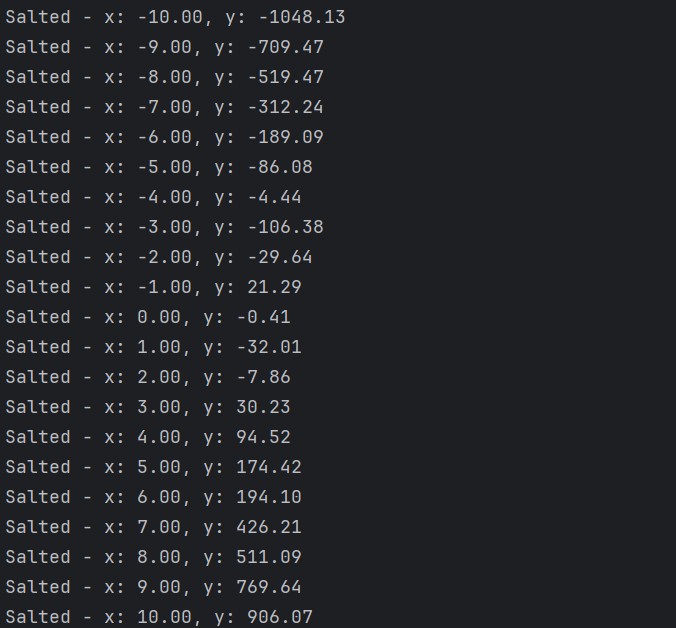 Salted - x: -10.00, y: -1048.13
Salted - x: -9.00, y: -709.47
Salted - x: -8.00, y: -519.47
Salted - x: -7.00, y: -312.24
Salted - x: -6.00, y: -189.09
Salted - x: -5.00, y: -86.08
Salted - x: -4.00, y: -4.44
Salted - x: -3.00, y: -106.38
Salted - x: -2.00, y: -29.64
Salted - x: -1.00, y: 21.29
Salted - x: 0.00, y: -0.41
Salted - x: 1.00, y: -32.01
Salted - x: 2.00, y: -7.86
Salted - x: 3.00, y: 30.23
Salted - x: 4.00, y: 94.52
Salted - x: 5.00, y: 174.42
Salted - x: 6.00, y: 194.10
Salted - x: 7.00, y: 426.21
Salted - x: 8.00, y: 511.09
Salted - x: 9.00, y: 769.64
Salted - x: 10.00, y: 906.07